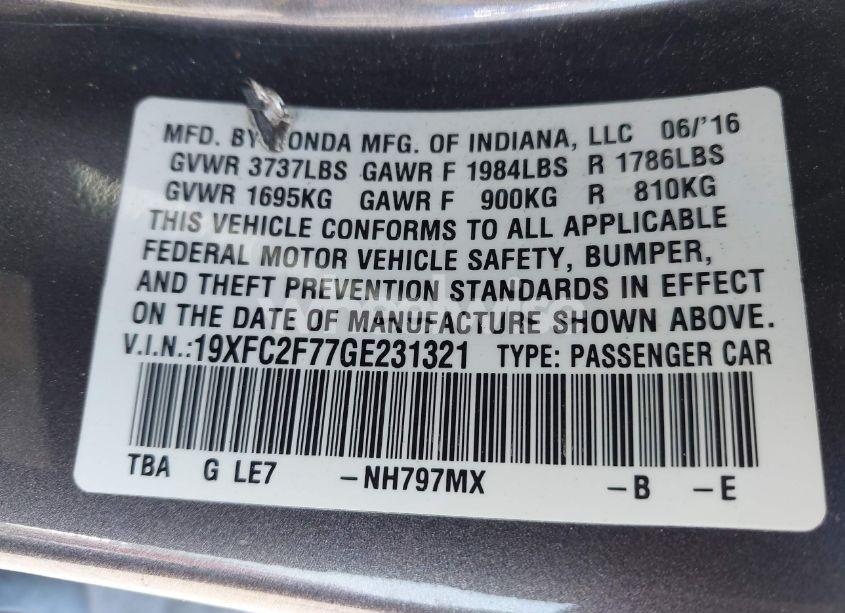 MFD. BY HONDA MFG. OF INDIANA, LLC 06/'16
GVWR 3737LBS GAWR F 1984LBS R 1786LBS
GVWR 1695KG GAWR F 900KG R 810KG
THIS VEHICLE CONFORMS TO ALL APPLICABLE
FEDERAL MOTOR VEHICLE SAFETY, BUMPER,
AND THEFT PREVENTION STANDARDS IN EFFECT
ON THE DATE OF MANUFACTURE SHOWN ABOVE.
V.I.N.:19XFC2F77GE231321 TYPE: PASSENGER CAR
TBA G LE7 -NH797MX -B -E